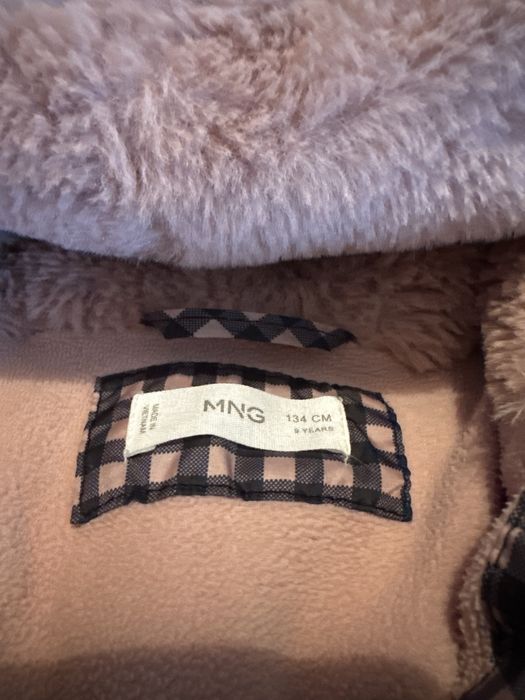 MADE IN
VIETNAM
MNG
134 CM
9 YEARS